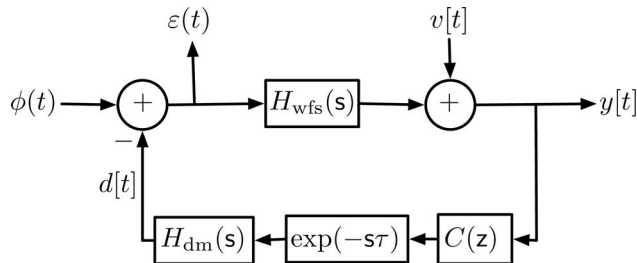 ε(t)
v[t]
ϕ(t)
+
H_wfs(s)
+
y[t]
−
d[t]
H_dm(s)
exp(−sτ)
C(z)